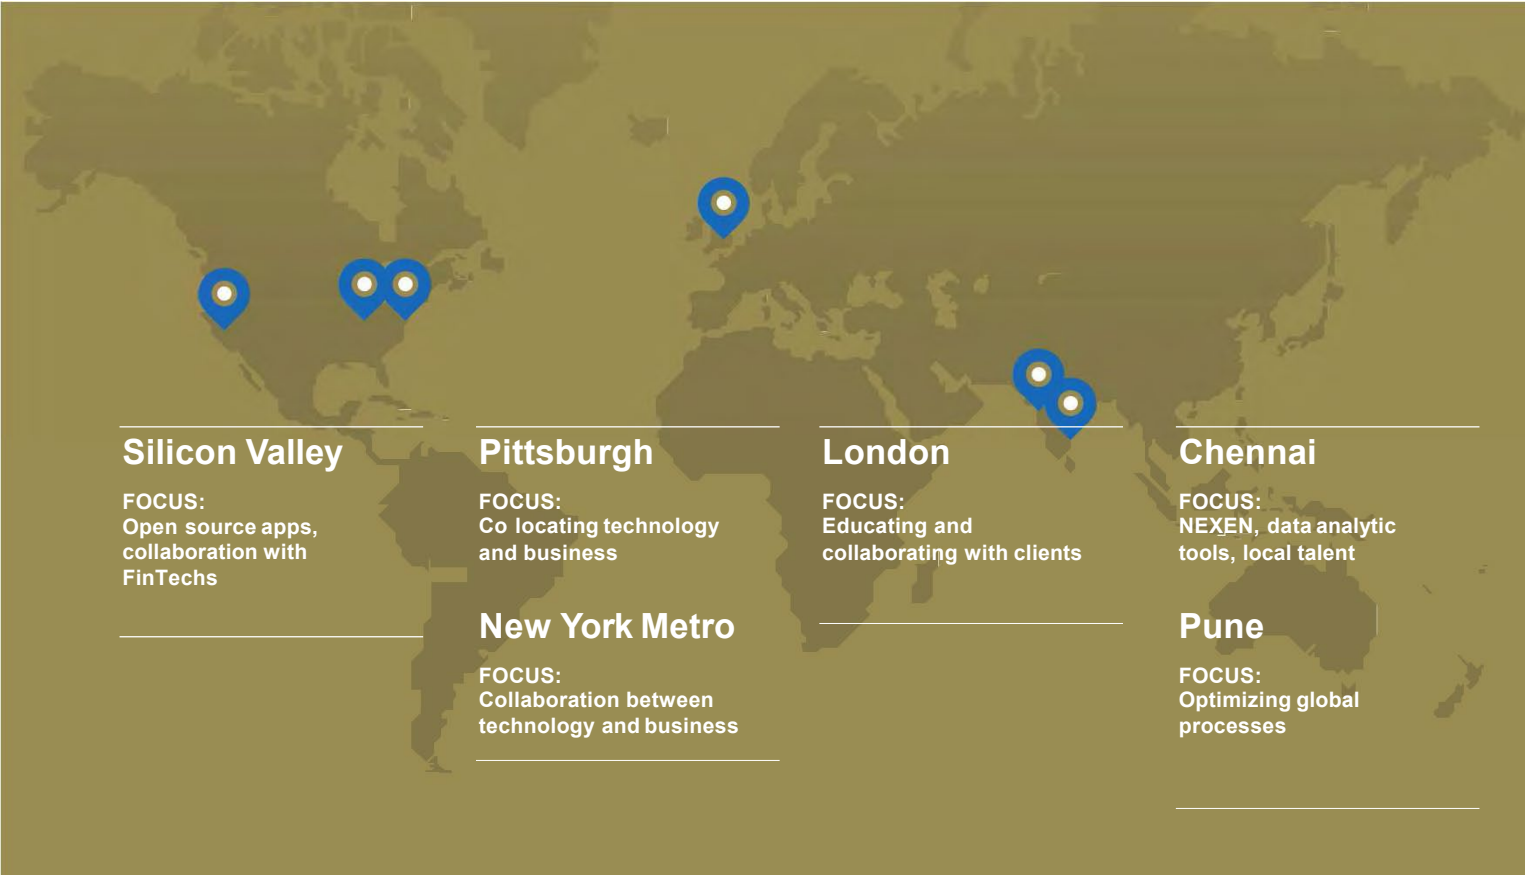 Silicon Valley
FOCUS:
Open source apps,
collaboration with
FinTechs
Pittsburgh
FOCUS:
Co locating technology
and business
New York Metro
FOCUS:
Collaboration between
technology and business
London
FOCUS:
Educating and
collaborating with clients
Chennai
FOCUS:
NEXEN, data analytic
tools, local talent
Pune
FOCUS:
Optimizing global
processes